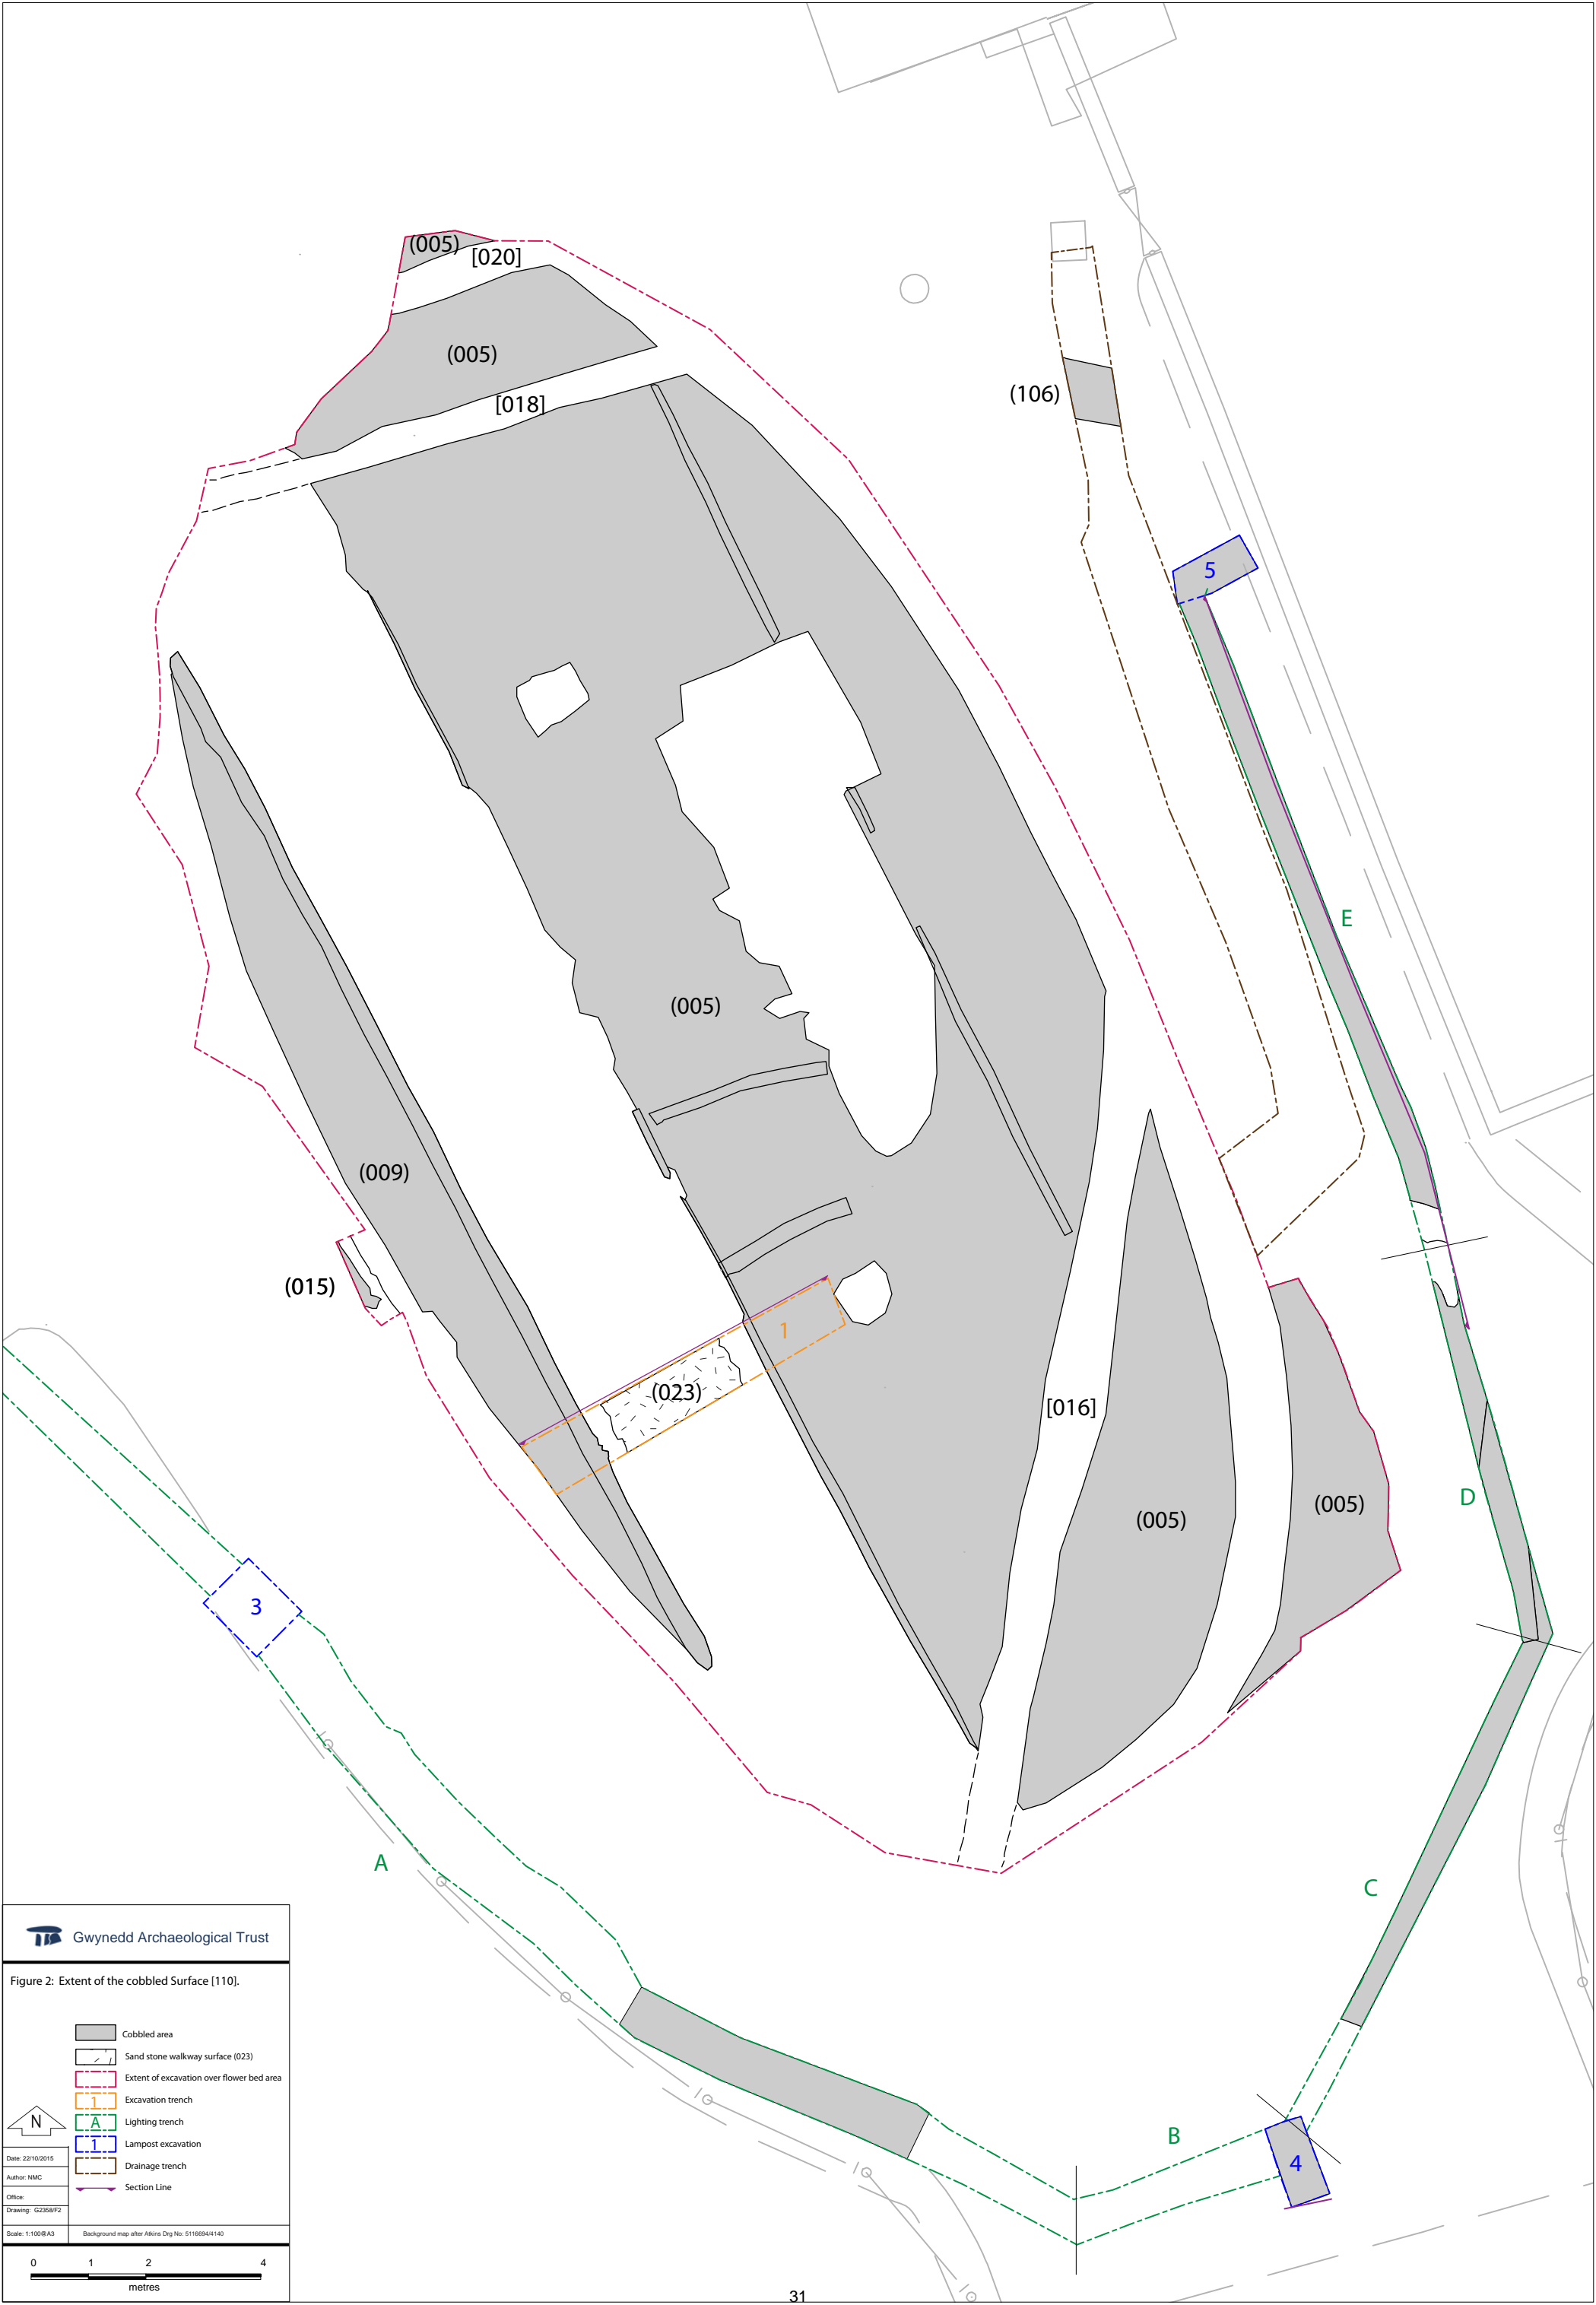 (005)
[020]
(005)
[018]
(106)
5
E
(005)
(009)
(015)
1
(023)
[016]
(005)
(005)
D
3
A
C
B
4
Gwynedd Archaeological Trust
Figure 2: Extent of the cobbled Surface [110].
Cobbled area
Sand stone walkway surface (023)
Extent of excavation over flower bed area
1 Excavation trench
A Lighting trench
1 Lampost excavation
Drainage trench
Section Line
N
Date: 22/10/2015
Author: NMC
Office:
Drawing: G2358/F2
Scale: 1:100@A3 Background map after Atkins Drg No: 5116694/4140
0 1 2 4
metres
31